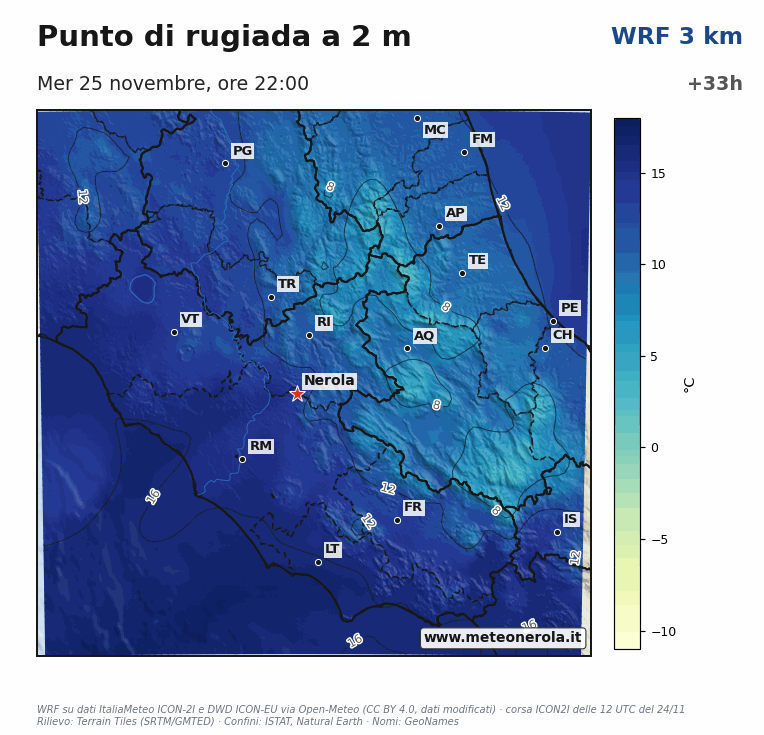 Punto di rugiada a 2 m
WRF 3 km
Mer 25 novembre, ore 22:00
+33h
MC
FM
PG
12
8
12
AP
TE
TR
8
PE
VT
RI
AQ
CH
Nerola
8
RM
16
12
12
FR
8
IS
LT
12
16
16
www.meteonerola.it
15
10
5
0
−5
−10
°C
WRF su dati ItaliaMeteo ICON-2I e DWD ICON-EU via Open-Meteo (CC BY 4.0, dati modificati) · corsa ICON2I delle 12 UTC del 24/11
Rilievo: Terrain Tiles (SRTM/GMTED) · Confini: ISTAT, Natural Earth · Nomi: GeoNames